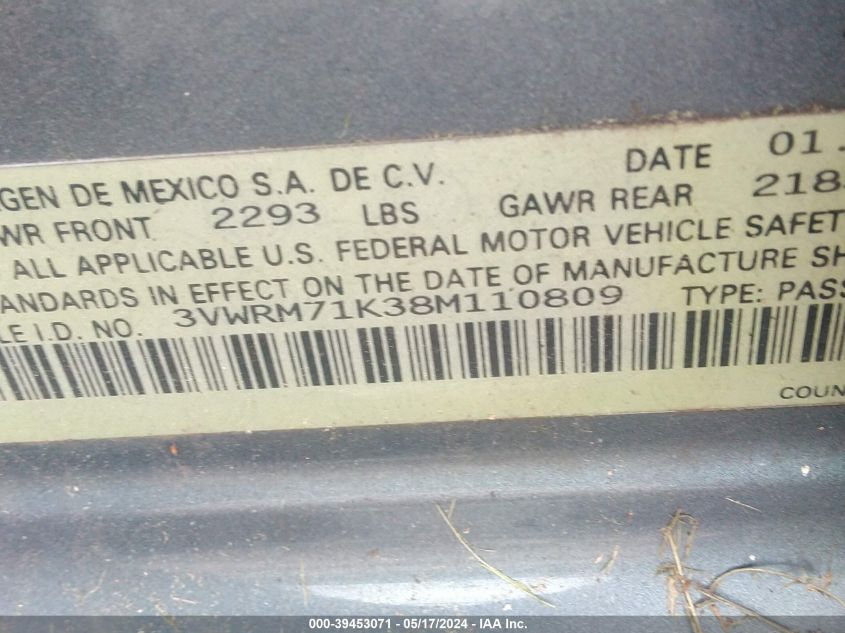 GEN DE MEXICO S.A. DE C.V. DATE 01
WR FRONT 2293 LBS GAWR REAR 218
ALL APPLICABLE U.S. FEDERAL MOTOR VEHICLE SAFET
ANDARDS IN EFFECT ON THE DATE OF MANUFACTURE SH
LE I.D. NO. 3VWRM71K38M110809 TYPE: PASS
COUN
000-39453071 - 05/17/2024 - IAA Inc.